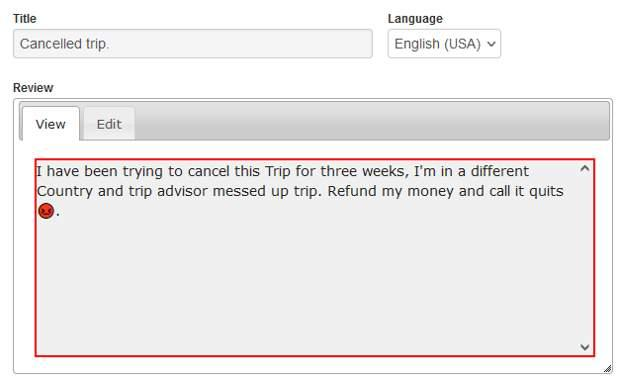 Title
Language
Cancelled trip.
English (USA)
Review
View
Edit
I have been trying to cancel this Trip for three weeks, I'm in a different
Country and trip advisor messed up trip. Refund my money and call it quits
😡.